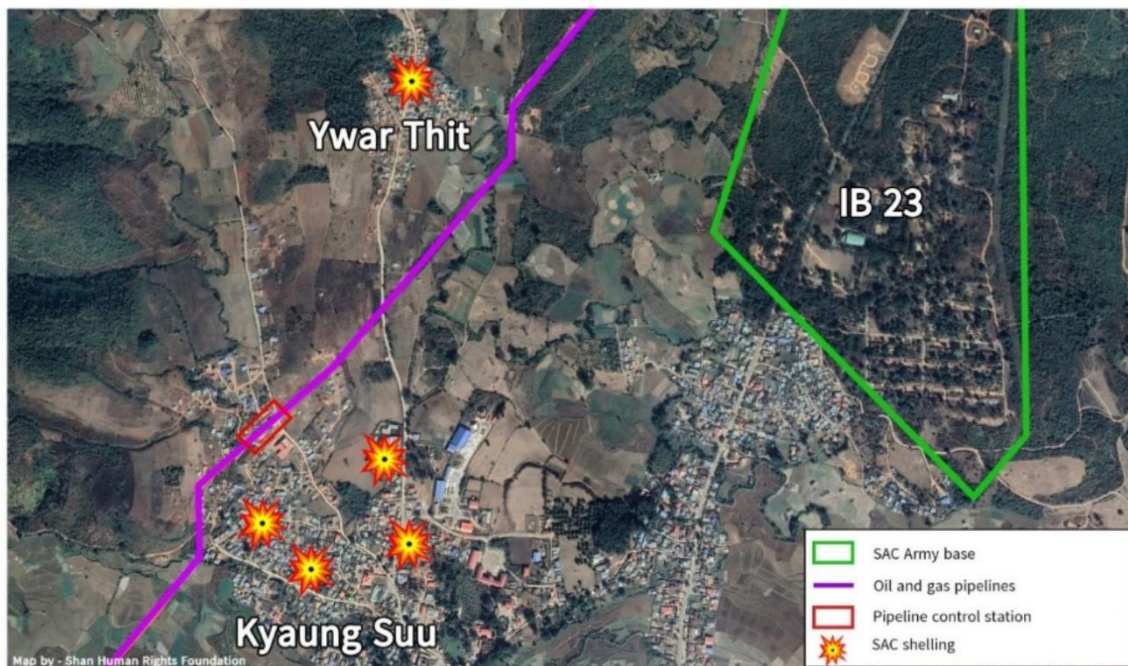 Ywar Thit
IB 23
Kyaung Suu
SAC Army base
Oil and gas pipelines
Pipeline control station
SAC shelling
Map by - Shan Human Rights Foundation